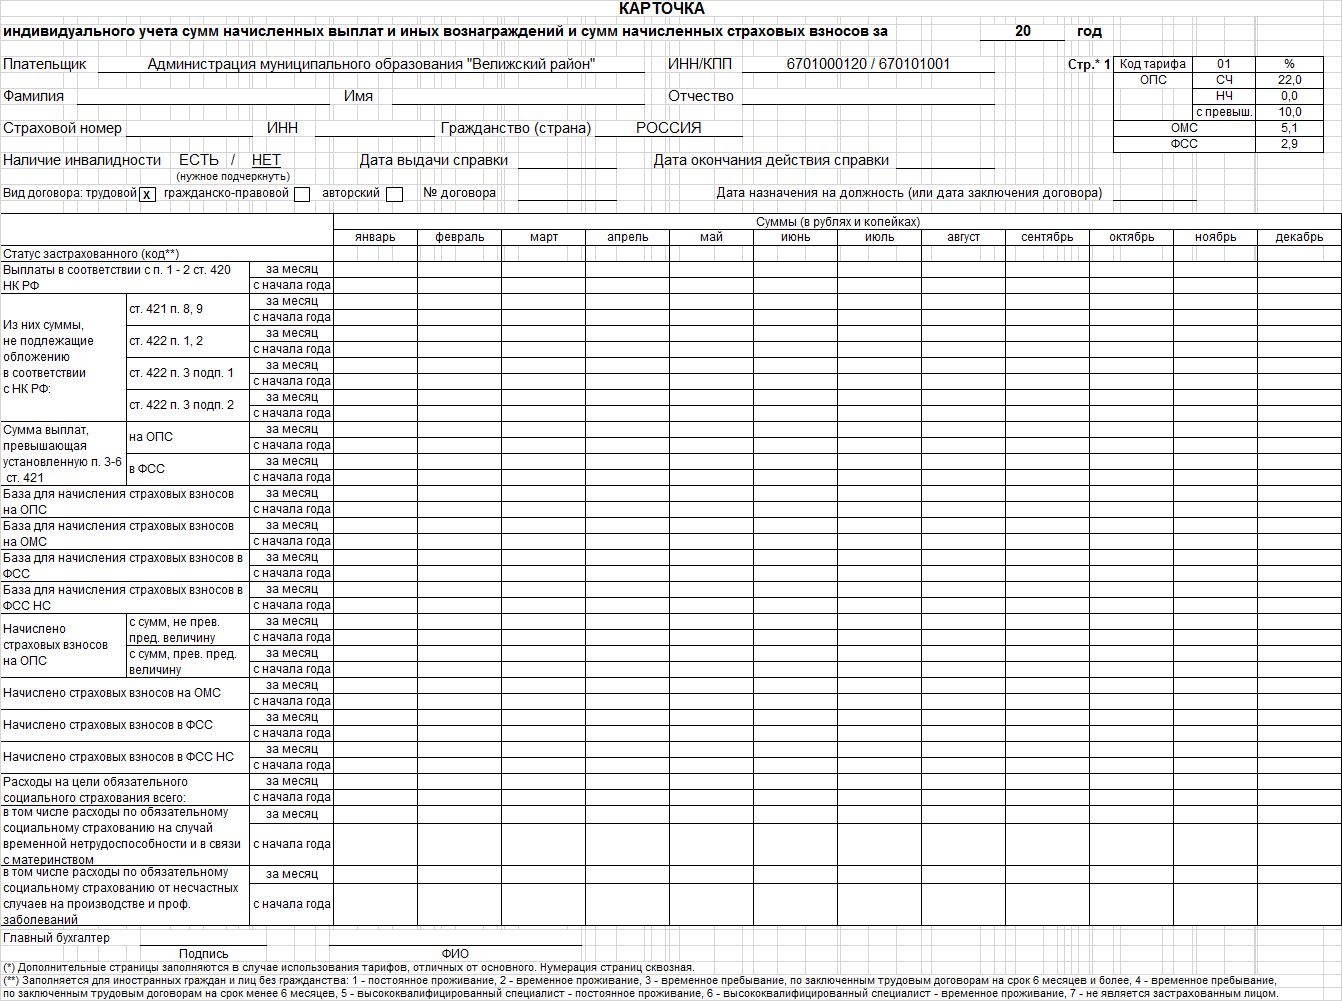 КАРТОЧКА
индивидуального учета сумм начисленных выплат и иных вознаграждений и сумм начисленных страховых взносов за 20 год
Плательщик Администрация муниципального образования "Велижский район" ИНН/КПП 6701000120 / 670101001 Стр.* 1 Код тарифа 01 %
ОПС СЧ 22,0
Фамилия Имя Отчество НЧ 0,0
с превыш. 10,0
Страховой номер ИНН Гражданство (страна) РОССИЯ ОМС 5,1
ФСС 2,9
Наличие инвалидности ЕСТЬ / НЕТ Дата выдачи справки Дата окончания действия справки
(нужное подчеркнуть)
Вид договора: трудовой x гражданско-правовой авторский № договора Дата назначения на должность (или дата заключения договора)
Суммы (в рублях и копейках)
январь февраль март апрель май июнь июль август сентябрь октябрь ноябрь декабрь
Статус застрахованного (код**)
Выплаты в соответствии с п. 1 - 2 ст. 420
НК РФ
за месяц
с начала года
Из них суммы,
не подлежащие
обложению
в соответствии
с НК РФ:
ст. 421 п. 8, 9
за месяц
с начала года
ст. 422 п. 1, 2
за месяц
с начала года
ст. 422 п. 3 подп. 1
за месяц
с начала года
ст. 422 п. 3 подп. 2
за месяц
с начала года
Сумма выплат,
превышающая
установленную п. 3-6
ст. 421
на ОПС
за месяц
с начала года
в ФСС
за месяц
с начала года
База для начисления страховых взносов
на ОПС
за месяц
с начала года
База для начисления страховых взносов
на ОМС
за месяц
с начала года
База для начисления страховых взносов в
ФСС
за месяц
с начала года
База для начисления страховых взносов в
ФСС НС
за месяц
с начала года
Начислено
страховых взносов
на ОПС
с сумм, не прев.
пред. величину
за месяц
с начала года
с сумм, прев. пред.
величину
за месяц
с начала года
Начислено страховых взносов на ОМС
за месяц
с начала года
Начислено страховых взносов в ФСС
за месяц
с начала года
Начислено страховых взносов в ФСС НС
за месяц
с начала года
Расходы на цели обязательного
социального страхования всего:
за месяц
с начала года
в том числе расходы по обязательному
социальному страхованию на случай
временной нетрудоспособности и в связи
с материнством
за месяц
с начала года
в том числе расходы по обязательному
социальному страхованию от несчастных
случаев на производстве и проф.
заболеваний
за месяц
с начала года
Главный бухгалтер
Подпись ФИО
(*) Дополнительные страницы заполняются в случае использования тарифов, отличных от основного. Нумерация страниц сквозная.
(**) Заполняется для иностранных граждан и лиц без гражданства: 1 - постоянное проживание, 2 - временное проживание, 3 - временное пребывание, по заключенным трудовым договорам на срок 6 месяцев и более, 4 - временное пребывание,
по заключенным трудовым договорам на срок менее 6 месяцев, 5 - высококвалифицированный специалист - постоянное проживание, 6 - высококвалифицированный специалист - временное проживание, 7 - не является застрахованным лицом.